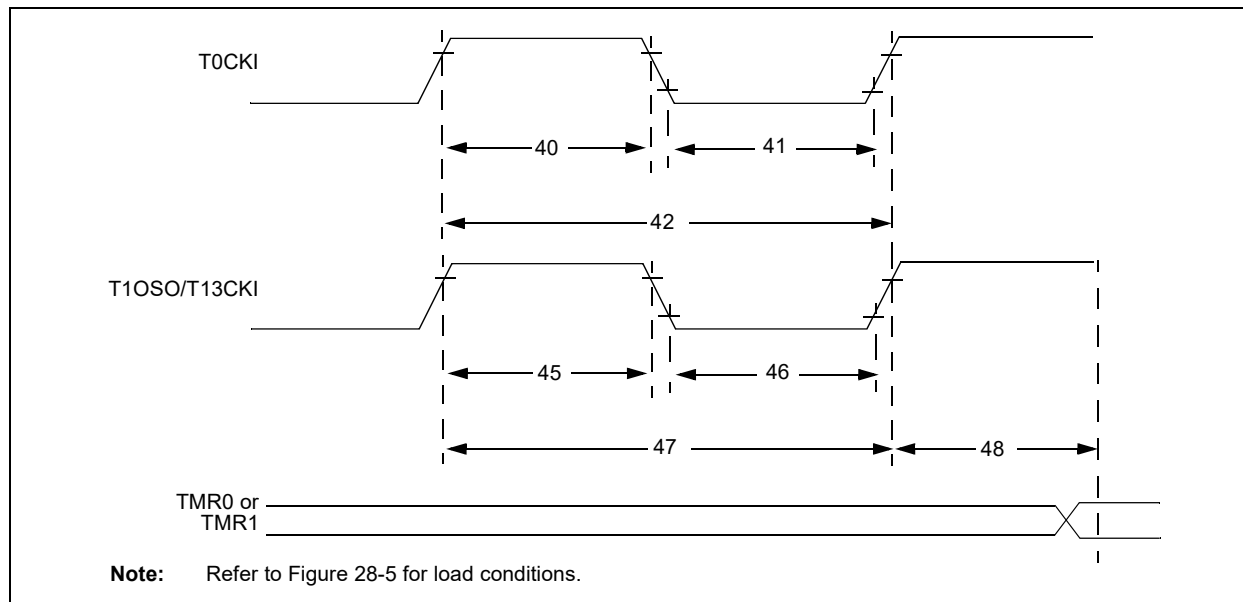 T0CKI
40
41
42
T1OSO/T13CKI
45
46
47
48
TMR0 or
TMR1
Note: Refer to Figure 28-5 for load conditions.